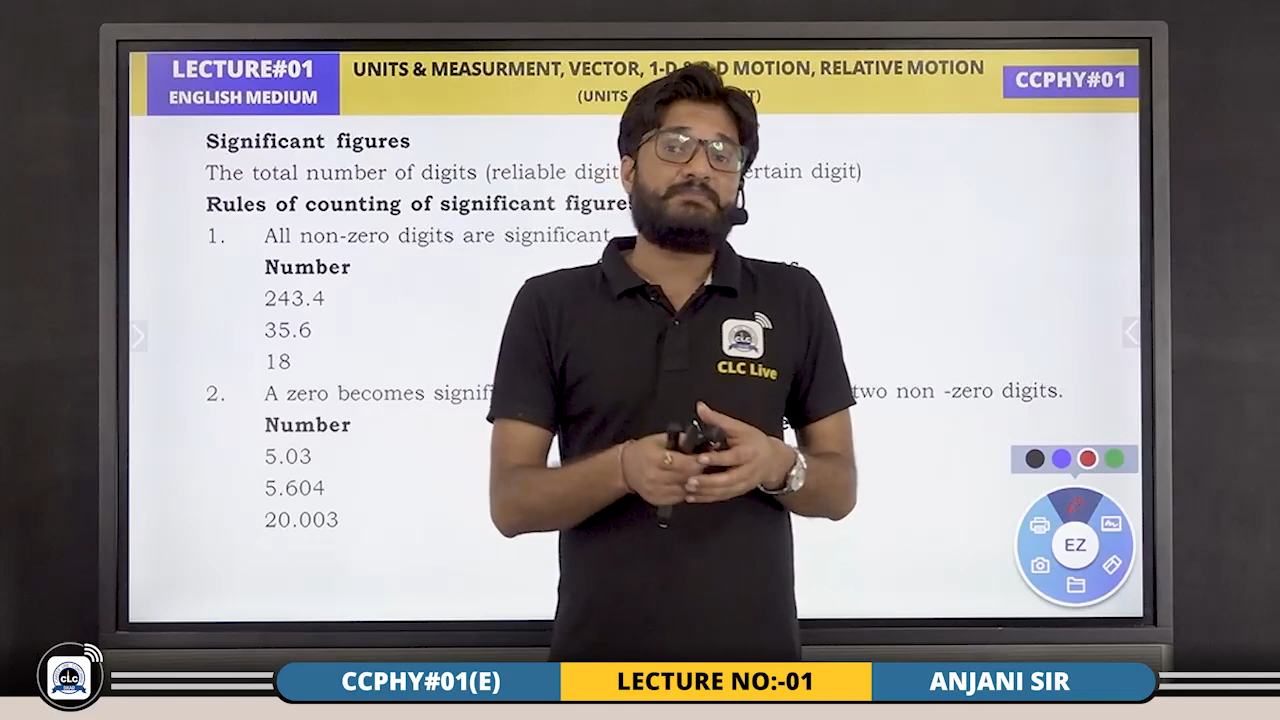 LECTURE#01
ENGLISH MEDIUM
UNITS & MEASURMENT, VECTOR, 1-D & 2-D MOTION, RELATIVE MOTION
(UNITS
CCPHY#01
Significant figures
The total number of digits (reliable digit ertain digit)
Rules of counting of significant figure
1. All non-zero digits are significant
Number
243.4
35.6
18
2. A zero becomes signif two non -zero digits.
Number
5.03
5.604
20.003
CLC Live
EZ
CLC
CCPHY#01(E)
LECTURE NO:-01
ANJANI SIR